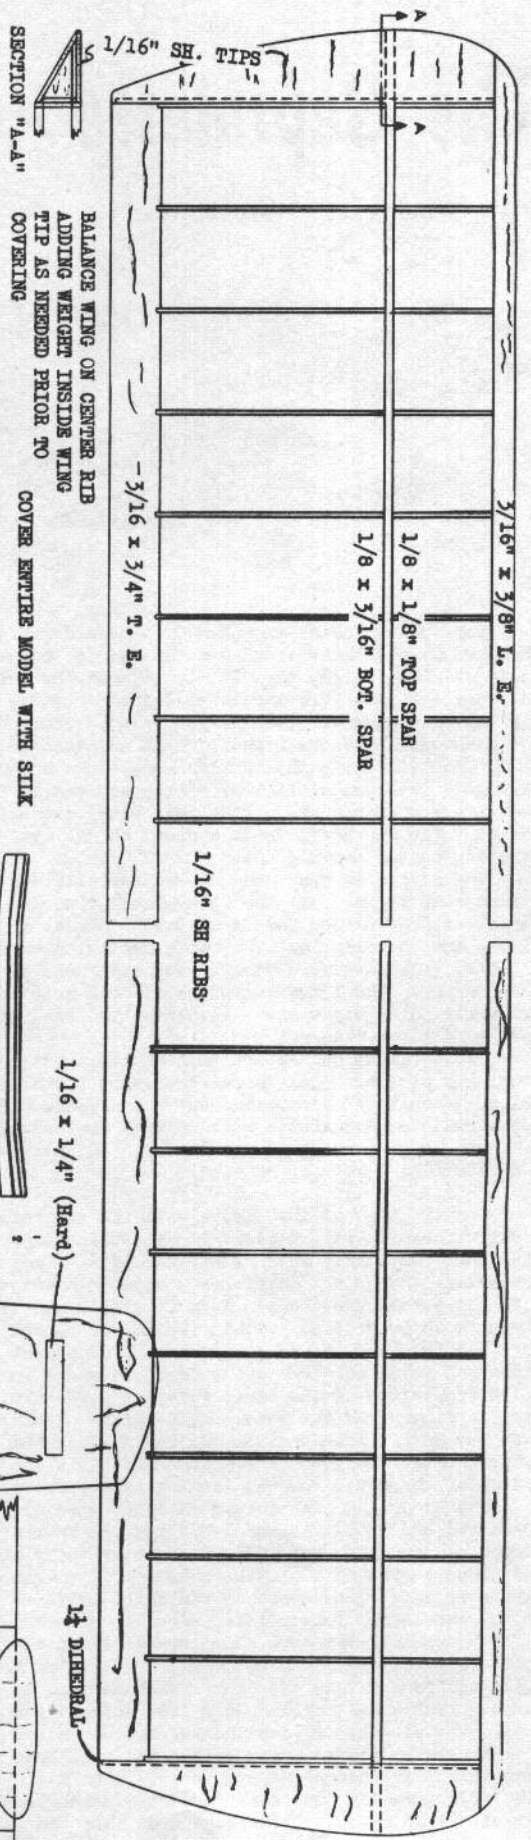 A
A
1/16" SH. TIPS
SECTION "A-A"
BALANCE WING ON CENTER RIB
ADDING WEIGHT INSIDE WING
TIP AS NEEDED PRIOR TO
COVERING
COVER ENTIRE MODEL WITH SILK
3/16" x 3/8" L. E.
1/8 x 1/8" TOP SPAR
1/8 x 3/16" BOT. SPAR
3/16 x 3/4" T. E.
1/16" SH RIBS
1/16 x 1/4" (Hard)
1¼ DIHEDRAL